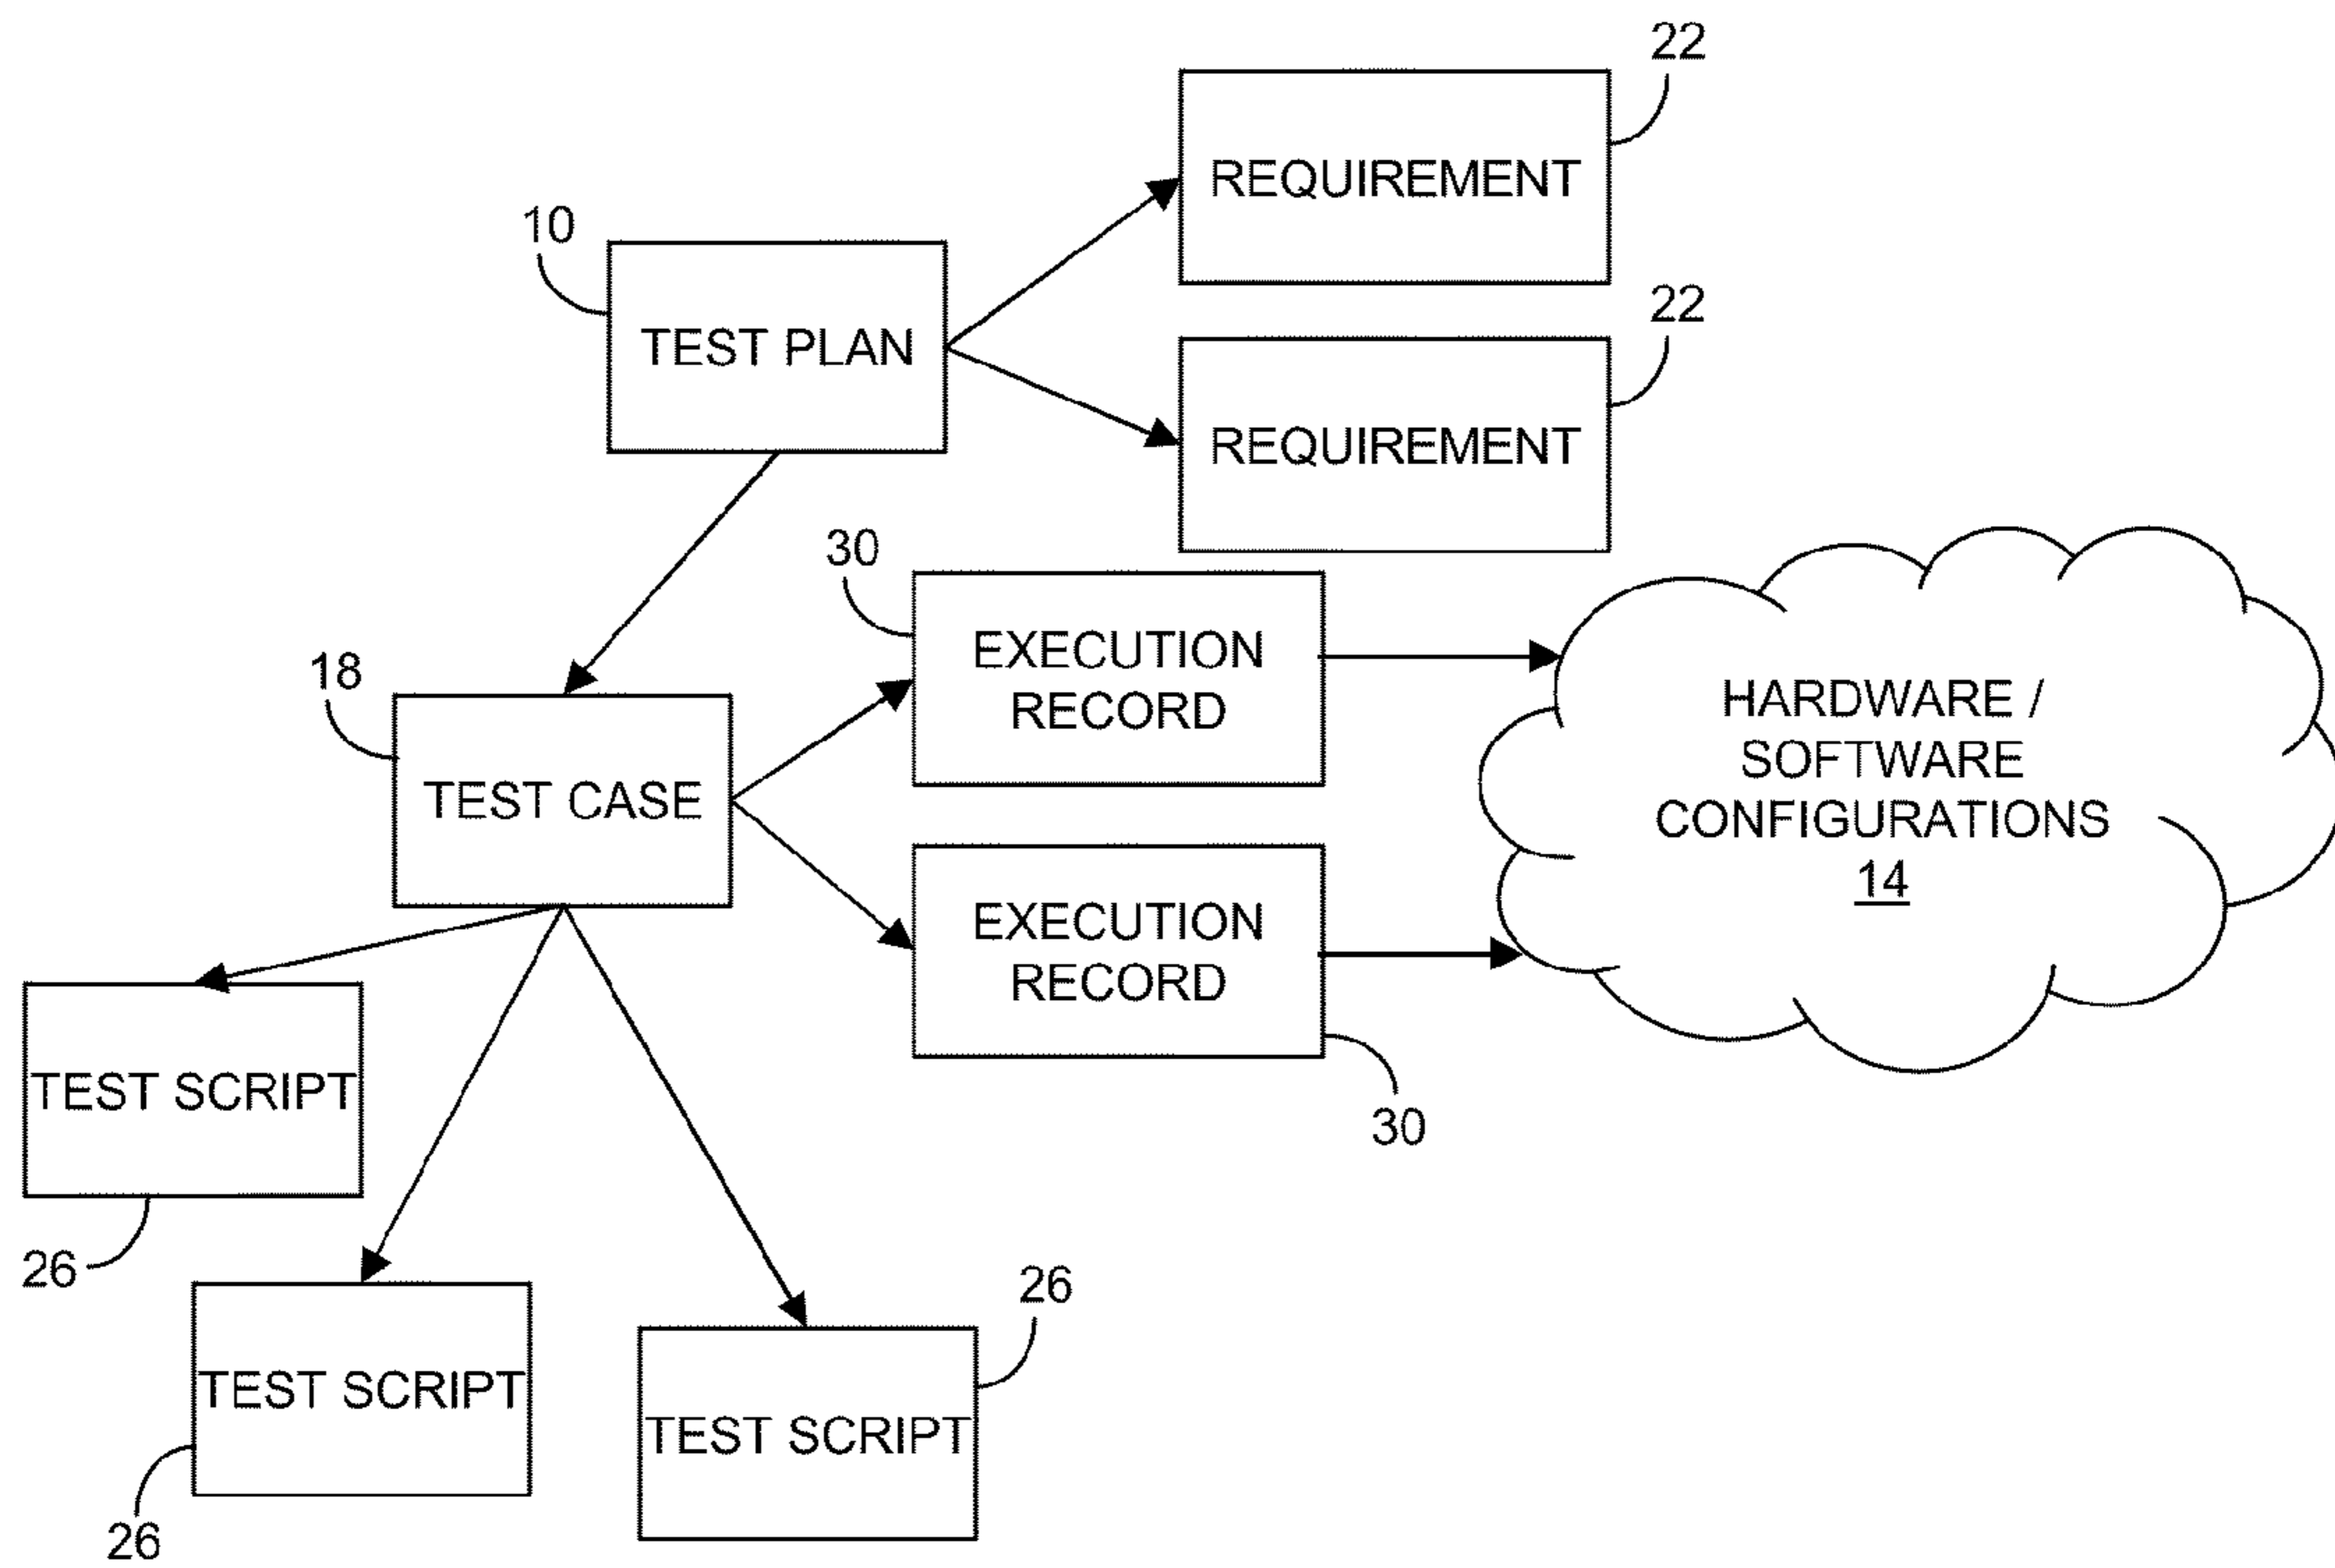 22
REQUIREMENT
10
TEST PLAN
22
REQUIREMENT
30
EXECUTION
RECORD
18
TEST CASE
HARDWARE /
SOFTWARE
CONFIGURATIONS
14
EXECUTION
RECORD
30
TEST SCRIPT
26
TEST SCRIPT
26
26
TEST SCRIPT